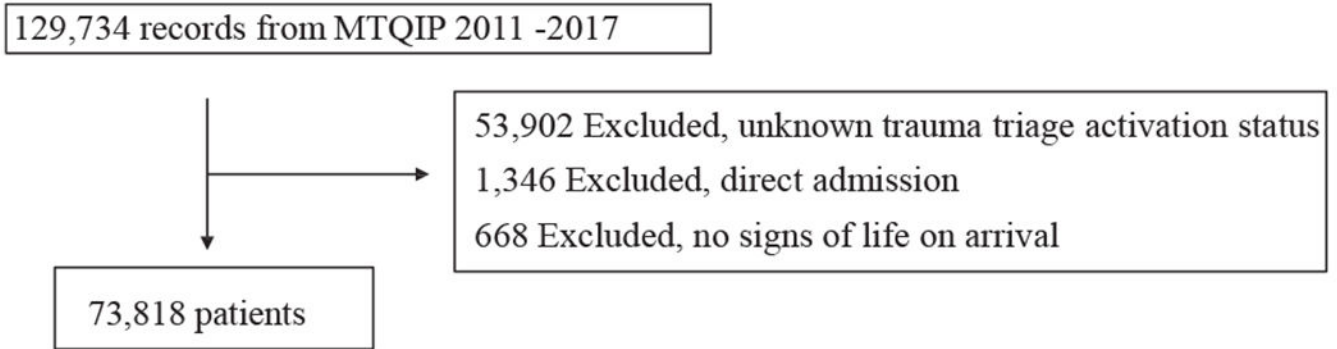 129,734 records from MTQIP 2011 -2017
53,902 Excluded, unknown trauma triage activation status
1,346 Excluded, direct admission
668 Excluded, no signs of life on arrival
73,818 patients